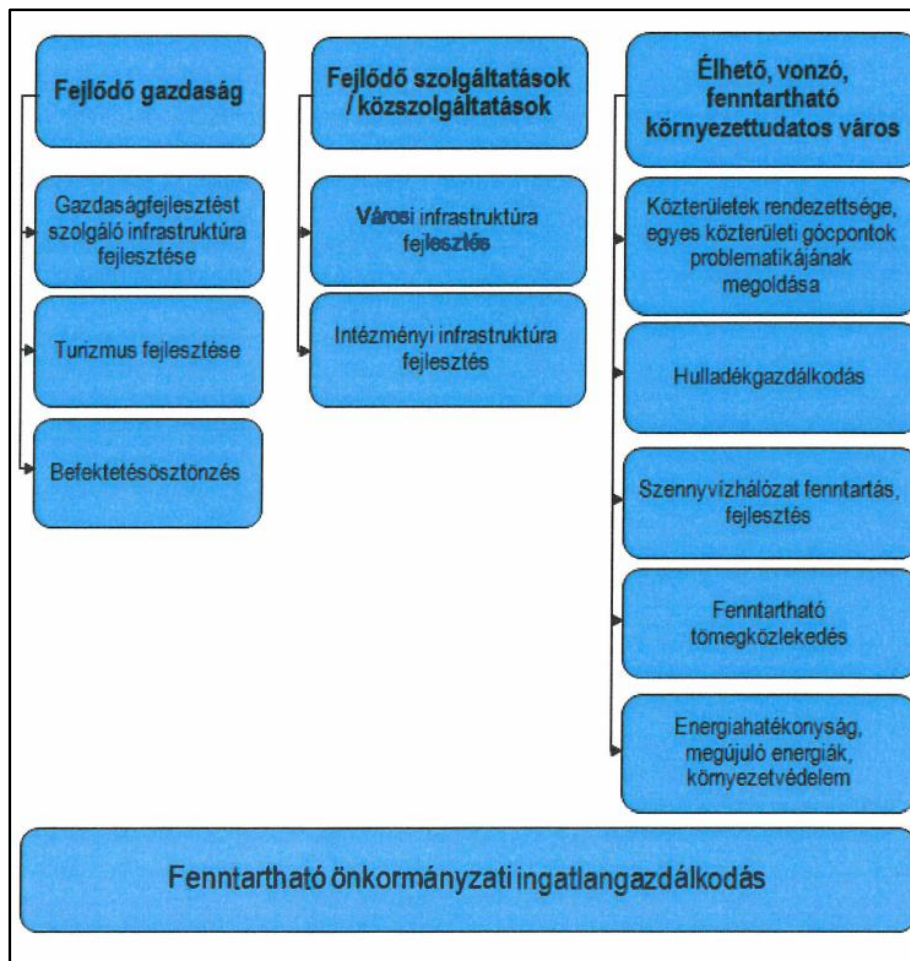 Fejlődő gazdaság
Gazdaságfejlesztést
szolgáló infrastruktúra
fejlesztése
Turizmus fejlesztése
Befektetésösztönzés
Fejlődő szolgáltatások
/ közszolgáltatások
Városi infrastruktúra
fejlesztés
Intézményi infrastruktúra
fejlesztés
Élhető, vonzó,
fenntartható
környezettudatos város
Közterületek rendezettsége,
egyes közterületi gócpontok
problematikájának
megoldása
Hulladékgazdálkodás
Szennyvízhálózat fenntartás,
fejlesztés
Fenntartható
tömegközlekedés
Energiahatékonyság,
megújuló energiák,
környezetvédelem
Fenntartható önkormányzati ingatlangazdálkodás